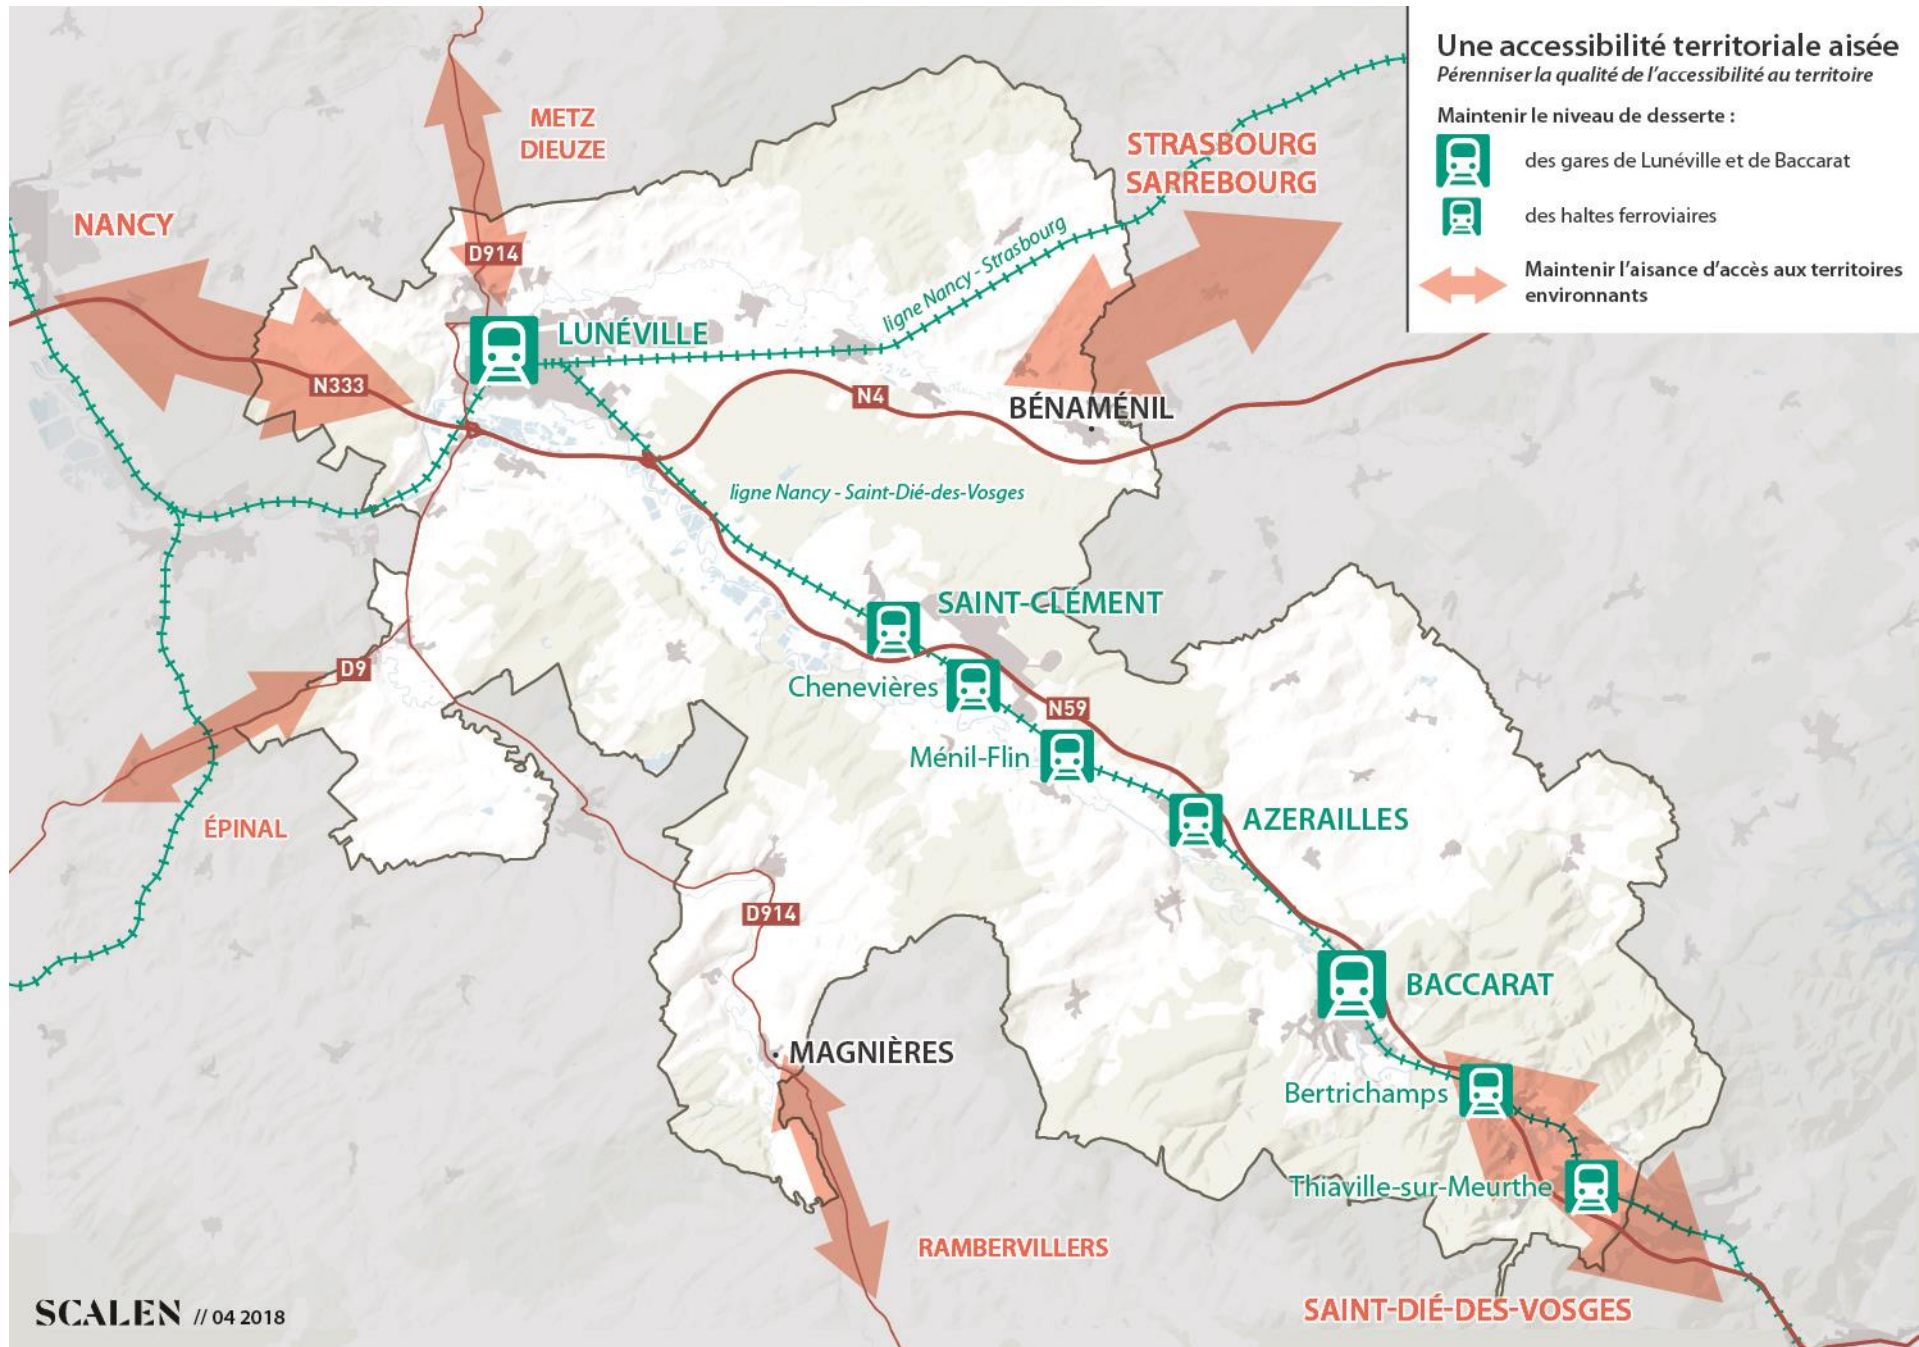 Une accessibilité territoriale aisée
Pérenniser la qualité de l'accessibilité au territoire
Maintenir le niveau de desserte :
des gares de Lunéville et de Baccarat
des haltes ferroviaires
Maintenir l'aisance d'accès aux territoires
environnants
METZ
DIEUZE
STRASBOURG
SARREBOURG
NANCY
D914
ligne Nancy - Strasbourg
LUNÉVILLE
N333
N4
BÉNAMÉNIL
ligne Nancy - Saint-Dié-des-Vosges
SAINT-CLÉMENT
D9
Chenevières
N59
Ménil-Flin
AZERAILLES
ÉPINAL
D914
BACCARAT
MAGNIÈRES
Bertrichamps
Thiaville-sur-Meurthe
RAMBERVILLERS
SAINT-DIÉ-DES-VOSGES
SCALEN // 04 2018